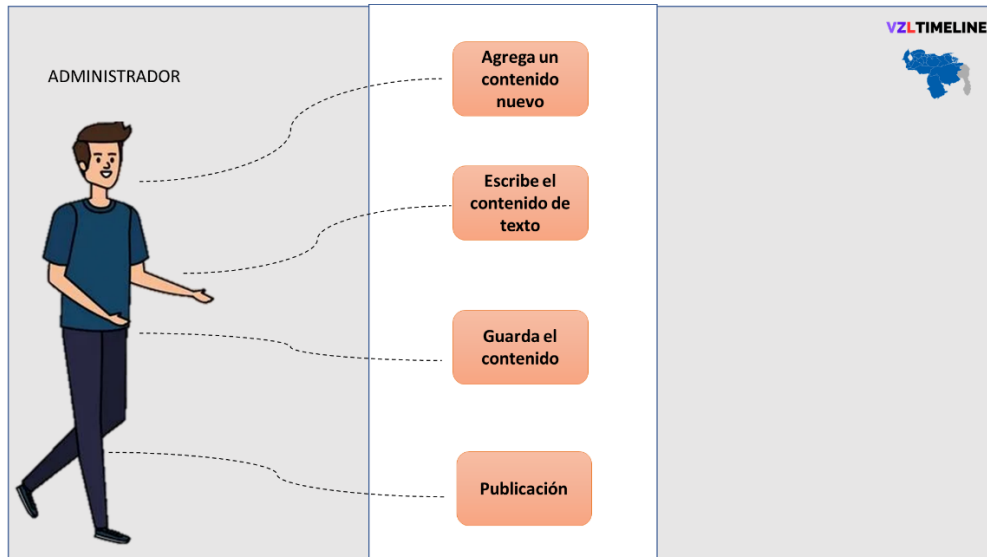 VZLTIMELINE
ADMINISTRADOR
Agrega un
contenido
nuevo
Escribe el
contenido de
texto
Guarda el
contenido
Publicación